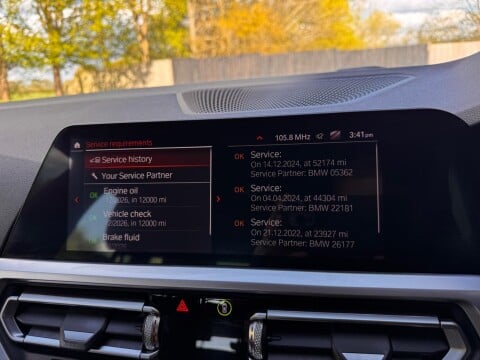 Service requirements
105.8 MHz
3:41pm
Service history
Your Service Partner
OK Engine oil
2026, in 12000 mi
Vehicle check
2026, in 12000 mi
Brake fluid
OK Service:
On 14.12.2024, at 52174 mi
Service Partner: BMW 05362
OK Service:
On 04.04.2024, at 44304 mi
Service Partner: BMW 22181
OK Service:
On 21.12.2022, at 23927 mi
Service Partner: BMW 26177